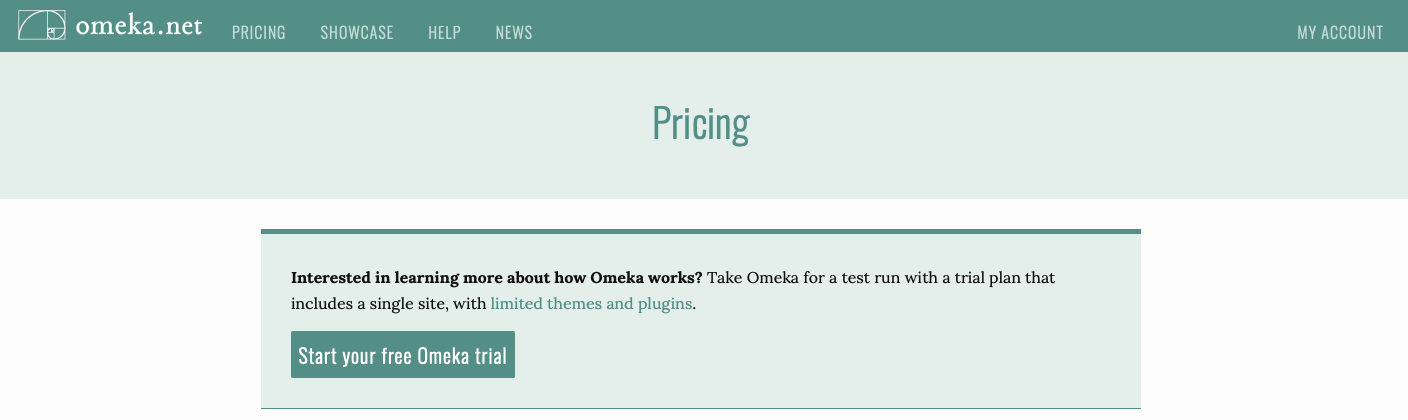 omeka.net PRICING SHOWCASE HELP NEWS MY ACCOUNT
Pricing
Interested in learning more about how Omeka works? Take Omeka for a test run with a trial plan that
includes a single site, with limited themes and plugins.
Start your free Omeka trial